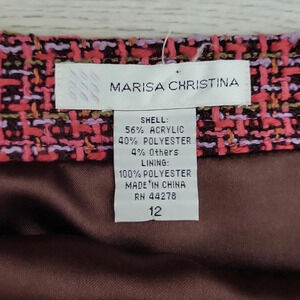 MARISA CHRISTINA
SHELL:
56% ACRYLIC
40% POLYESTER
4% Others
LINING:
100% POLYESTER
MADE IN CHINA
RN 44278
12